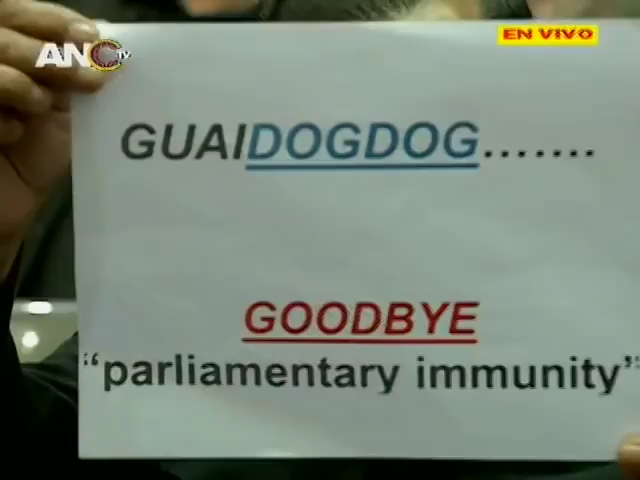 ANC TV
EN VIVO
GUAIDOGDOG.......
GOODBYE
“parliamentary immunity”